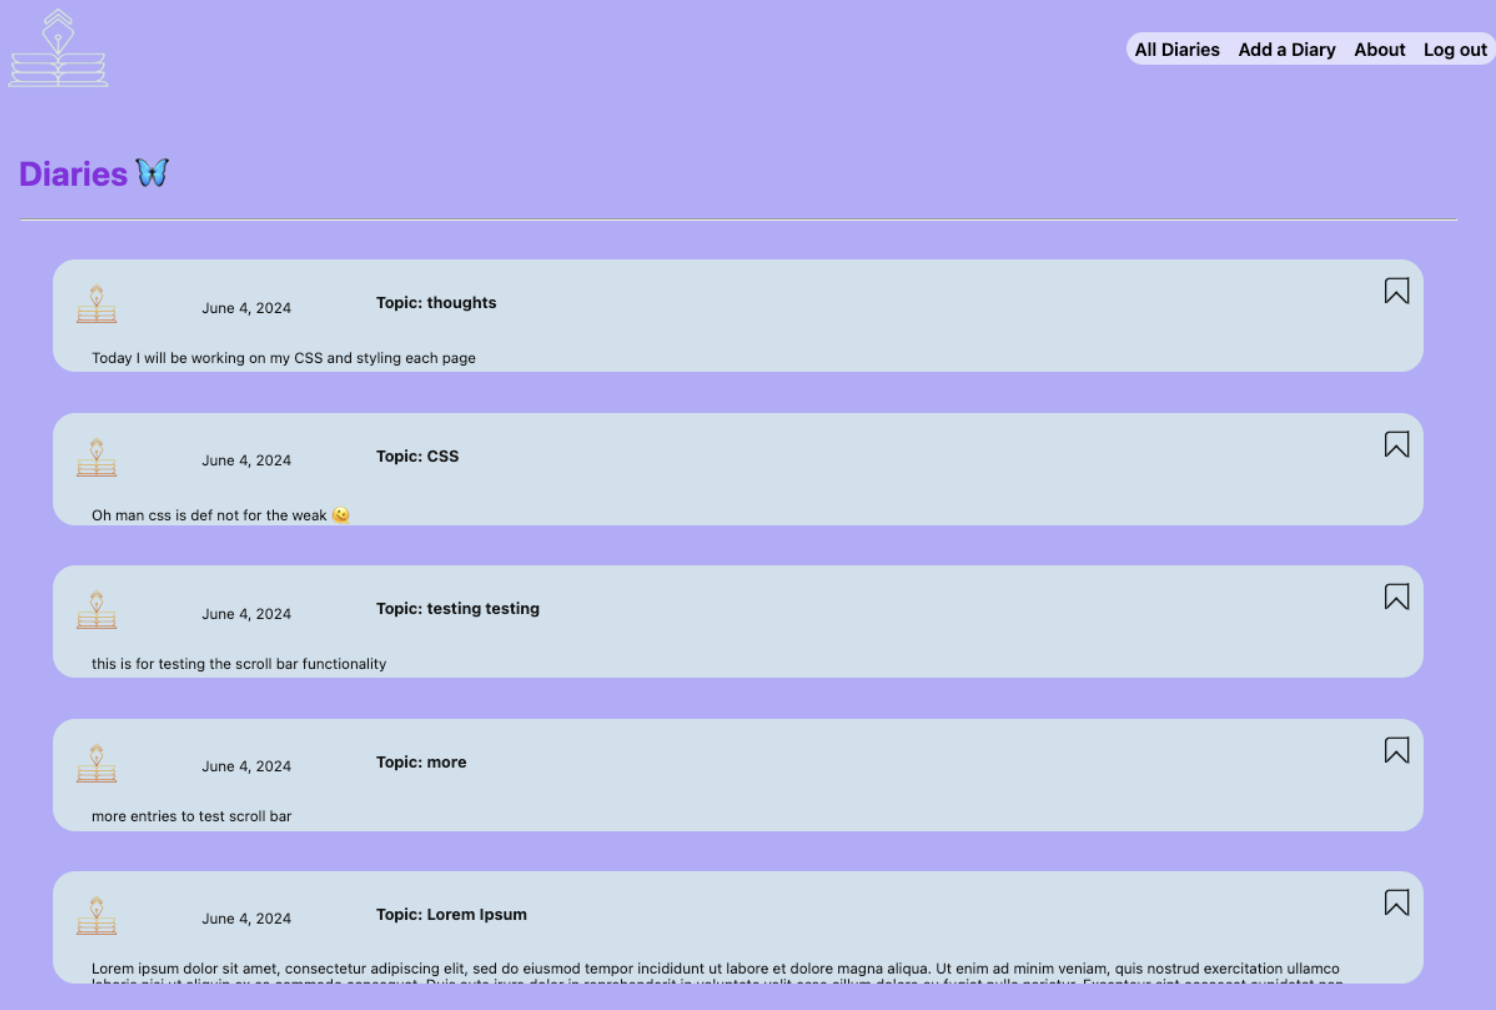 All Diaries Add a Diary About Log out
Diaries 🦋
June 4, 2024 Topic: thoughts
Today I will be working on my CSS and styling each page
June 4, 2024 Topic: CSS
Oh man css is def not for the weak 🫠
June 4, 2024 Topic: testing testing
this is for testing the scroll bar functionality
June 4, 2024 Topic: more
more entries to test scroll bar
June 4, 2024 Topic: Lorem Ipsum
Lorem ipsum dolor sit amet, consectetur adipiscing elit, sed do eiusmod tempor incididunt ut labore et dolore magna aliqua. Ut enim ad minim veniam, quis nostrud exercitation ullamco